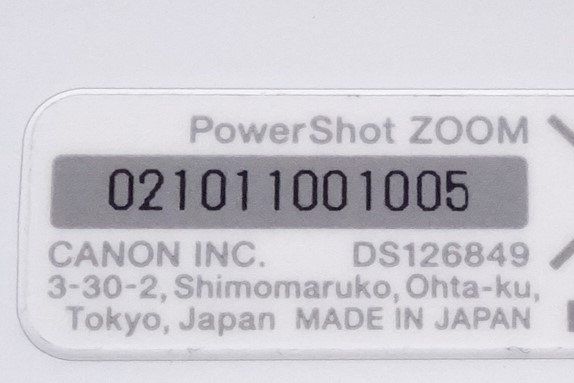 PowerShot ZOOM
021011001005
CANON INC. DS126849
3-30-2, Shimomaruko, Ohta-ku,
Tokyo, Japan MADE IN JAPAN